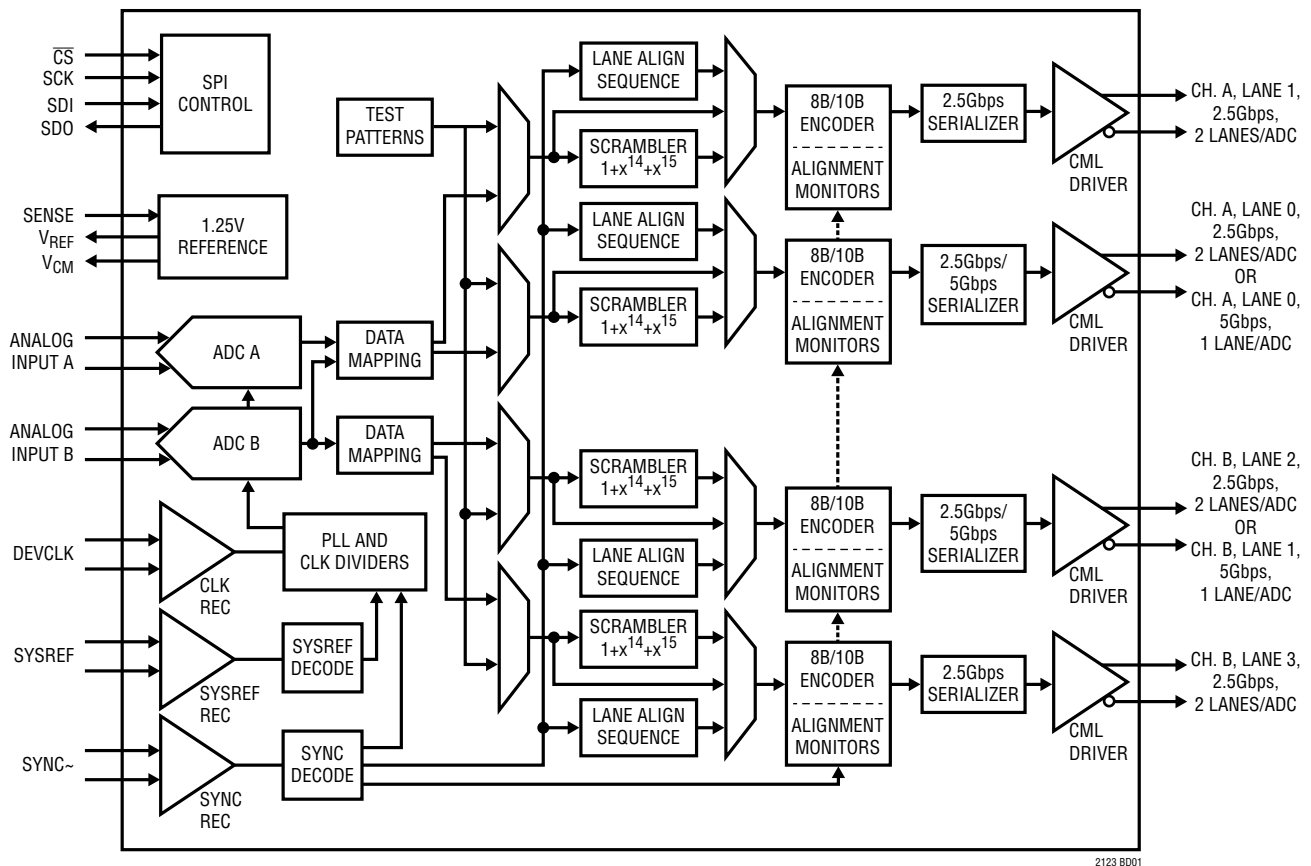 CS
SCK
SDI
SDO
SPI
CONTROL
SENSE
VREF
VCM
1.25V
REFERENCE
ANALOG
INPUT A
ADC A
ANALOG
INPUT B
ADC B
DEVCLK
CLK
REC
PLL AND
CLK DIVIDERS
SYSREF
SYSREF
REC
SYSREF
DECODE
SYNC~
SYNC
REC
SYNC
DECODE
TEST
PATTERNS
DATA
MAPPING
DATA
MAPPING
LANE ALIGN
SEQUENCE
SCRAMBLER
1+x14+x15
LANE ALIGN
SEQUENCE
SCRAMBLER
1+x14+x15
SCRAMBLER
1+x14+x15
LANE ALIGN
SEQUENCE
SCRAMBLER
1+x14+x15
LANE ALIGN
SEQUENCE
8B/10B
ENCODER
ALIGNMENT
MONITORS
8B/10B
ENCODER
ALIGNMENT
MONITORS
8B/10B
ENCODER
ALIGNMENT
MONITORS
8B/10B
ENCODER
ALIGNMENT
MONITORS
2.5Gbps
SERIALIZER
2.5Gbps/
5Gbps
SERIALIZER
2.5Gbps/
5Gbps
SERIALIZER
2.5Gbps
SERIALIZER
CML
DRIVER
CML
DRIVER
CML
DRIVER
CML
DRIVER
CH. A, LANE 1,
2.5Gbps,
2 LANES/ADC
CH. A, LANE 0,
2.5Gbps,
2 LANES/ADC
OR
CH. A, LANE 0,
5Gbps,
1 LANE/ADC
CH. B, LANE 2,
2.5Gbps,
2 LANES/ADC
OR
CH. B, LANE 1,
5Gbps,
1 LANE/ADC
CH. B, LANE 3,
2.5Gbps,
2 LANES/ADC
2123 BD01